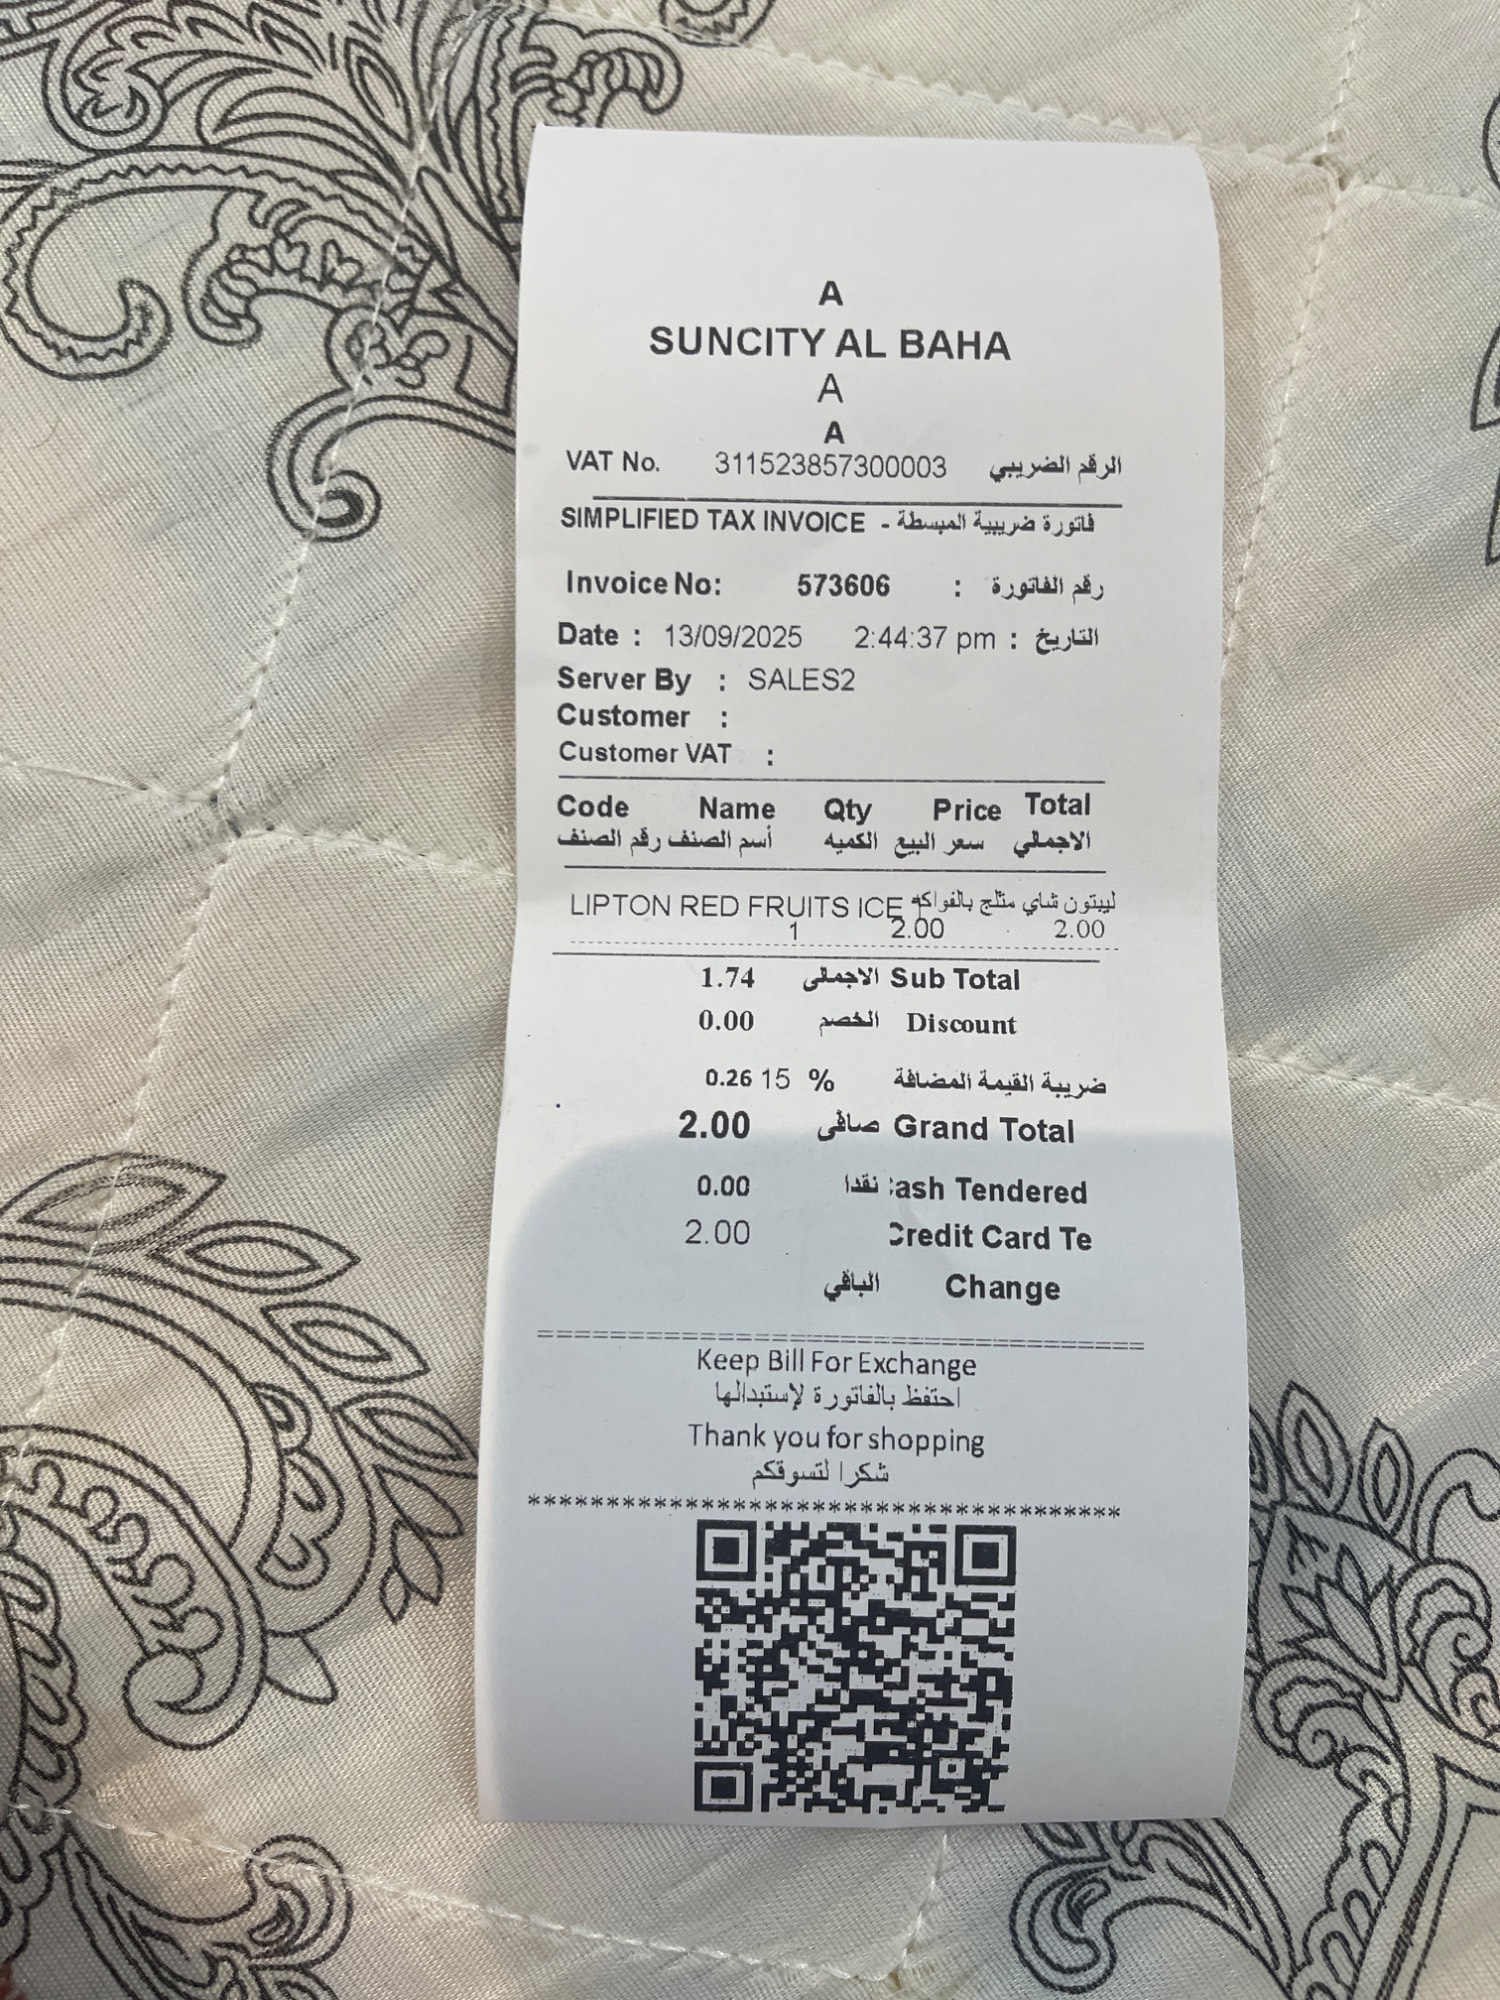 A
SUNCITY AL BAHA
A
A
VAT No. 311523857300003 الرقم الضريبي
SIMPLIFIED TAX INVOICE - فاتورة ضريبية المبسطة
Invoice No: 573606 : رقم الفاتورة
Date : 13/09/2025 2:44:37 pm : التاريخ
Server By : SALES2
Customer :
Customer VAT :
Code Name Qty Price Total
رقم الصنف أسم الصنف الكميه سعر البيع الاجمالي
LIPTON RED FRUITS ICE ليبتون شاي مثلج بالفواكه
1 2.00 2.00
1.74 الاجمالى Sub Total
0.00 الخصم Discount
0.26 15 % ضريبة القيمة المضافة
2.00 صافى Grand Total
0.00 نقدا ash Tendered
2.00 Credit Card Te
الباقي Change
======================================
Keep Bill For Exchange
احتفظ بالفاتورة لإستبدالها
Thank you for shopping
شكرا لتسوقكم
**************************************